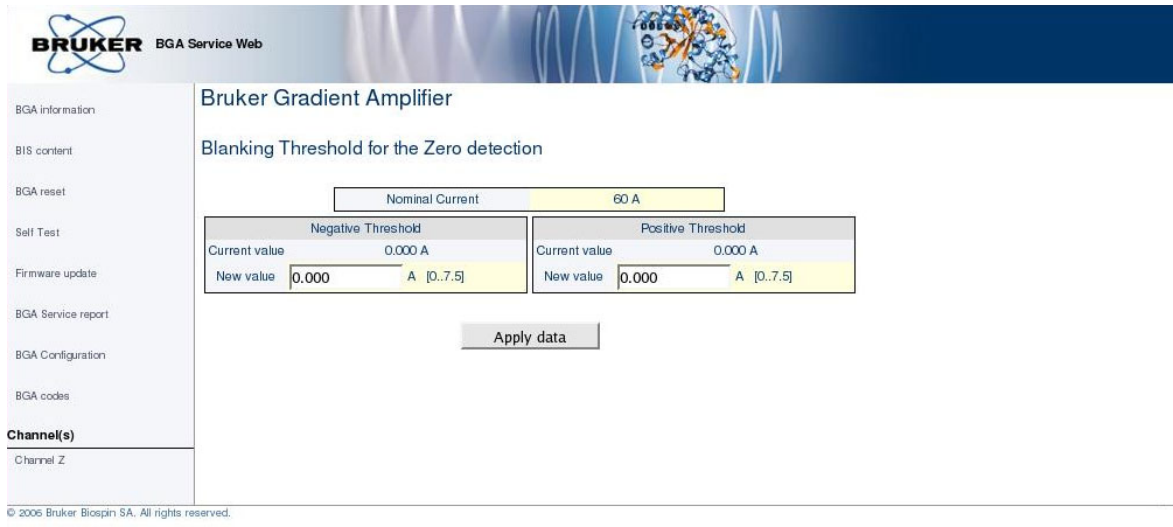 BRUKER BGA Service Web
BGA information
BIS content
BGA reset
Self Test
Firmware update
BGA Service report
BGA Configuration
BGA codes
Channel(s)
Channel Z
Bruker Gradient Amplifier
Blanking Threshold for the Zero detection
Nominal Current 60 A
Negative Threshold Positive Threshold
Current value 0.000 A Current value 0.000 A
New value 0.000 A [0..7.5] New value 0.000 A [0..7.5]
Apply data
© 2006 Bruker Biospin SA. All rights reserved.